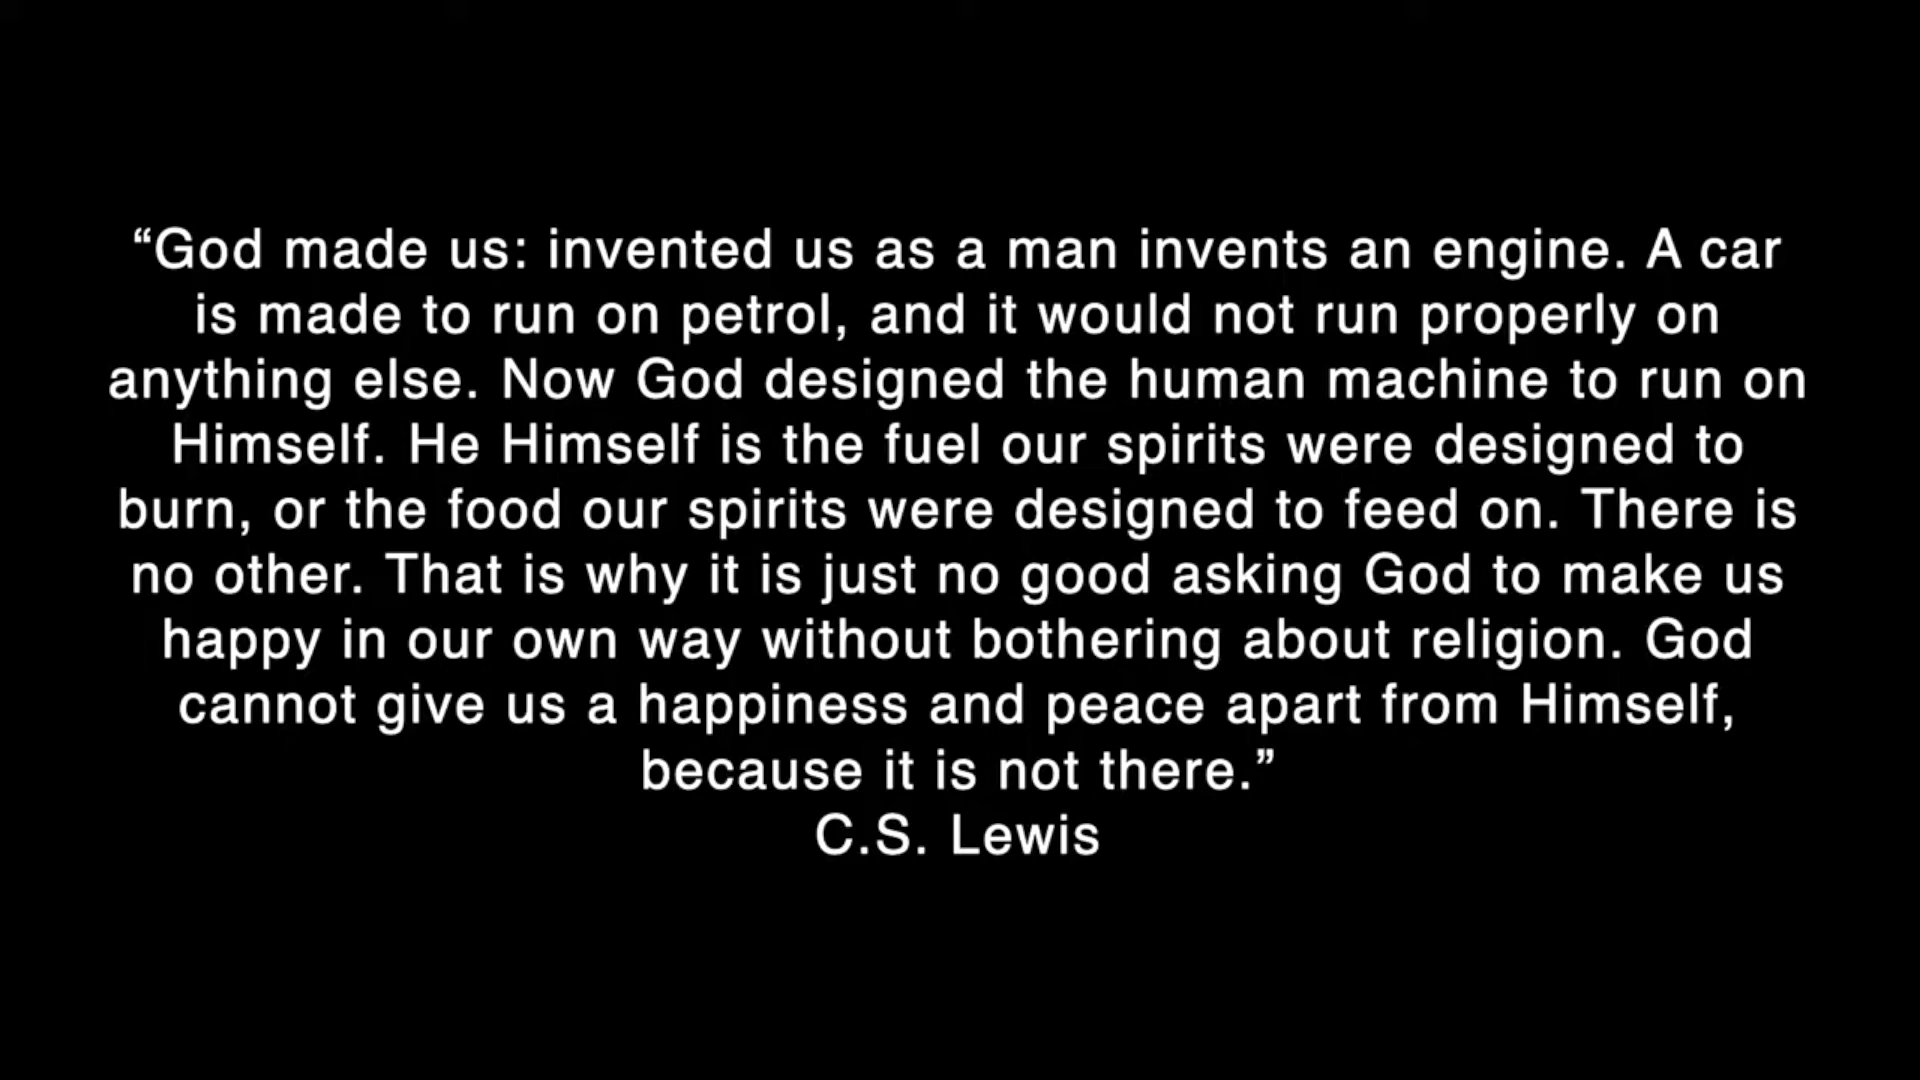 “God made us: invented us as a man invents an engine. A car
is made to run on petrol, and it would not run properly on
anything else. Now God designed the human machine to run on
Himself. He Himself is the fuel our spirits were designed to
burn, or the food our spirits were designed to feed on. There is
no other. That is why it is just no good asking God to make us
happy in our own way without bothering about religion. God
cannot give us a happiness and peace apart from Himself,
because it is not there.”
C.S. Lewis